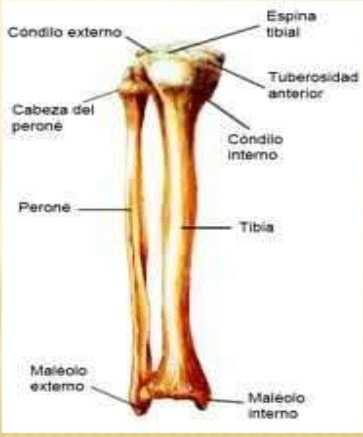 Espina
tibial
Cóndilo externo
Tuberosidad
anterior
Cabeza del
peroné
Cóndilo
interno
Peroné
Tibia
Maléolo
externo
Maléolo
interno